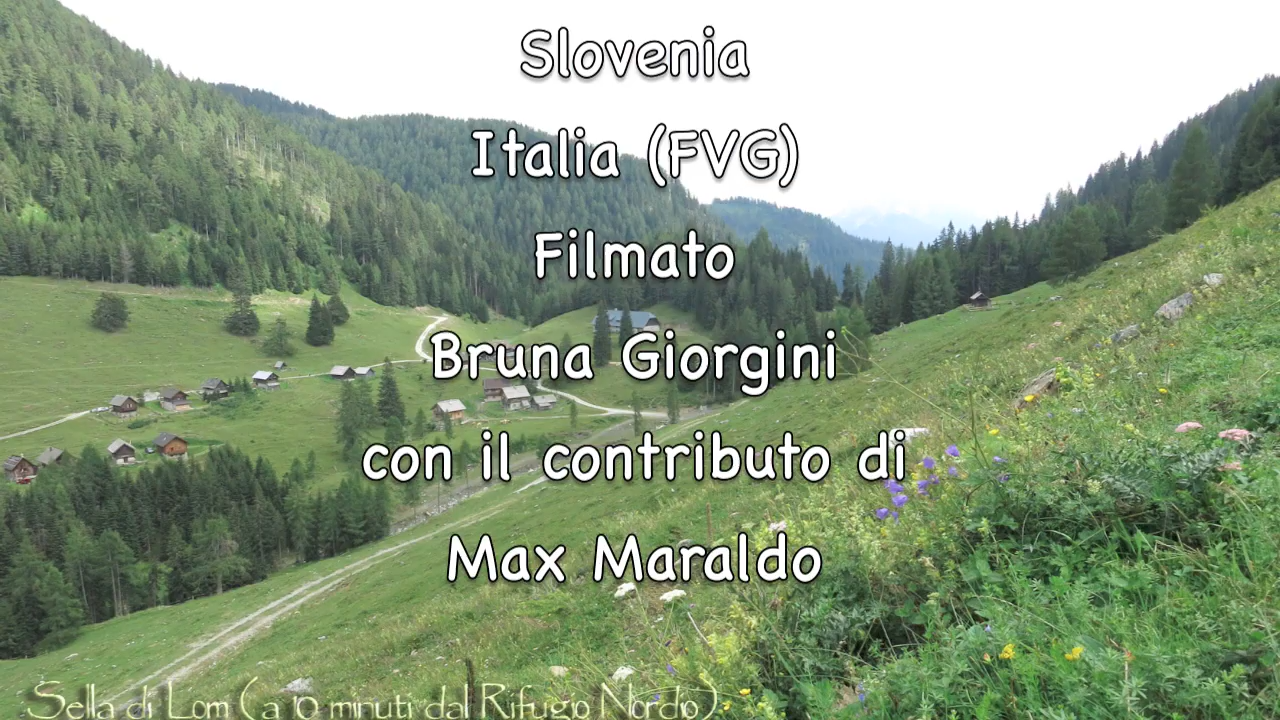 Slovenia
Italia (FVG)
Filmato
Bruna Giorgini
con il contributo di
Max Maraldo
Sella di Lom (a 10 minuti dal Rifugio Nordio)